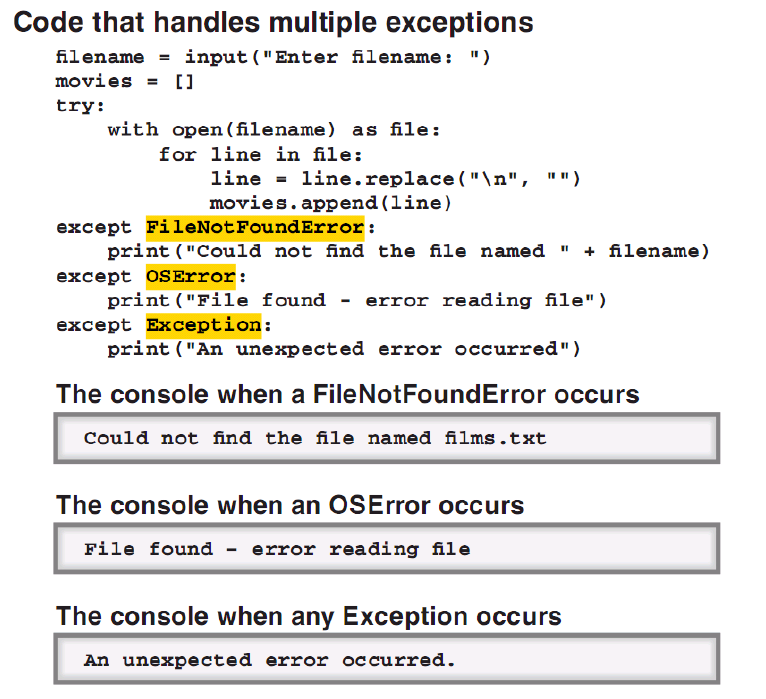 Code that handles multiple exceptions
filename = input("Enter filename: ")
movies = []
try:
    with open(filename) as file:
        for line in file:
            line = line.replace("\n", "")
            movies.append(line)
except FileNotFoundError:
    print("Could not find the file named " + filename)
except OSError:
    print("File found - error reading file")
except Exception:
    print("An unexpected error occurred")
The console when a FileNotFoundError occurs
Could not find the file named films.txt
The console when an OSError occurs
File found - error reading file
The console when any Exception occurs
An unexpected error occurred.